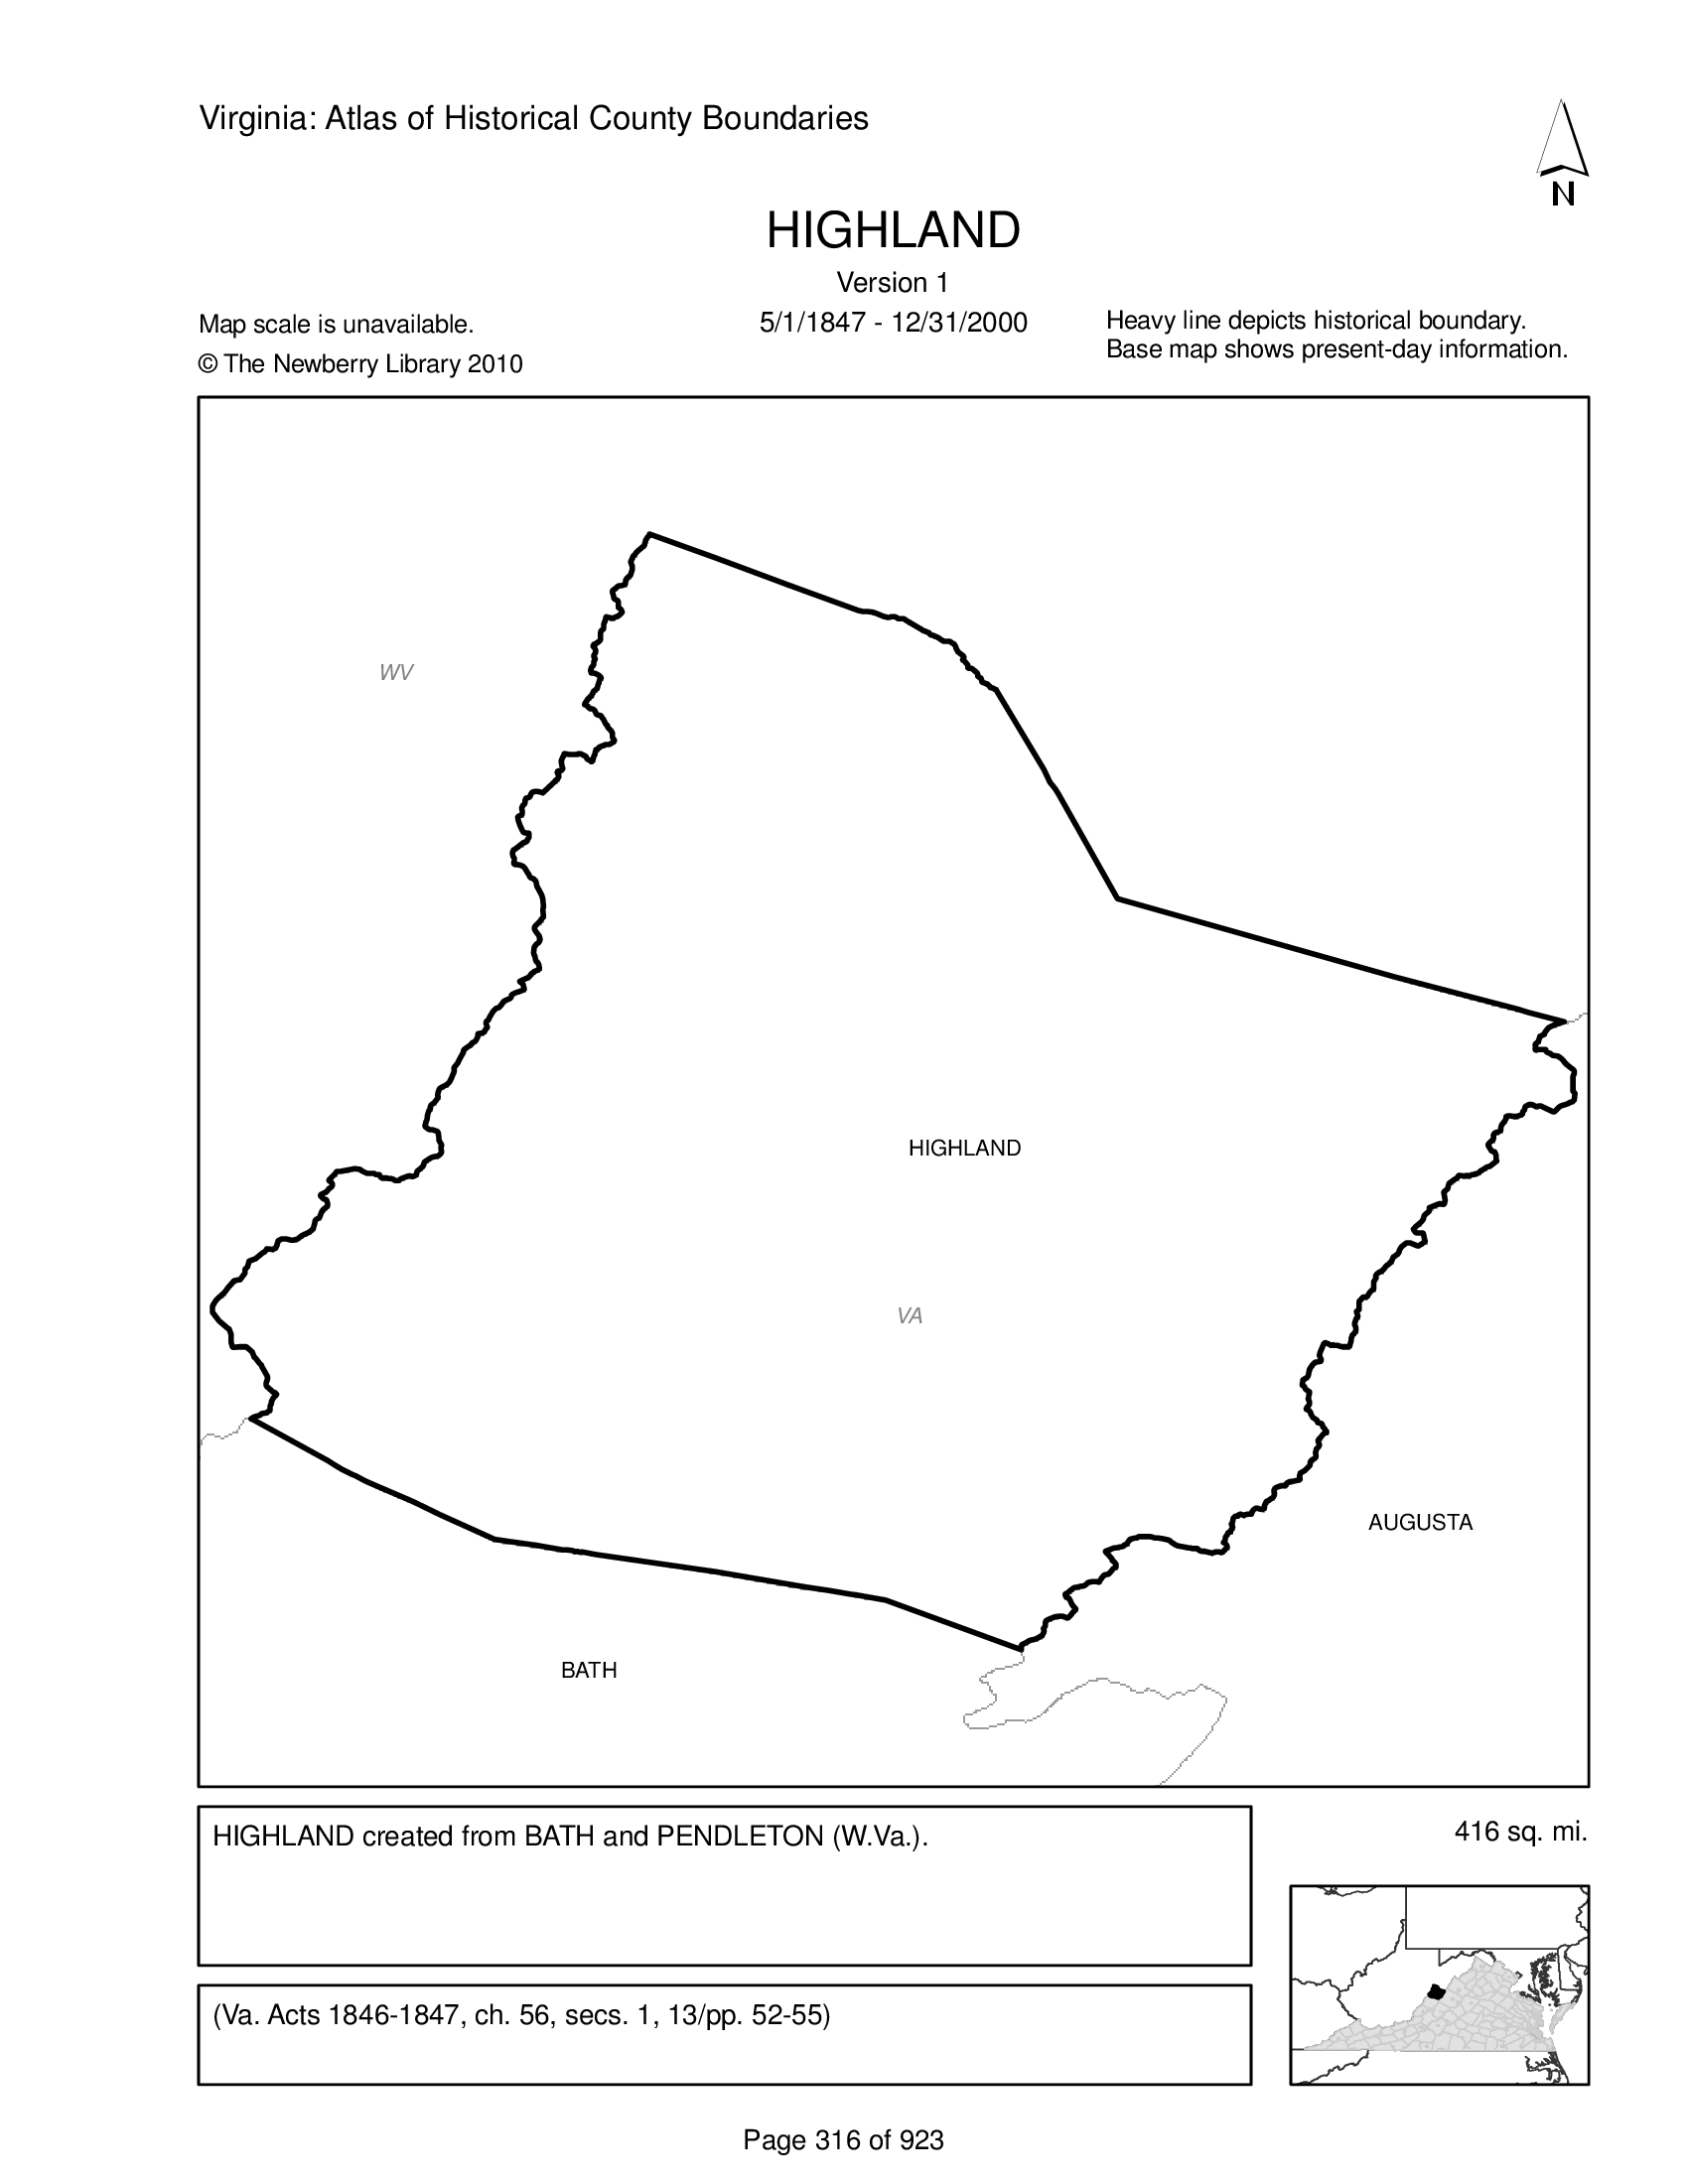 Virginia: Atlas of Historical County Boundaries
N
HIGHLAND
Version 1
5/1/1847 - 12/31/2000
Map scale is unavailable.
© The Newberry Library 2010
Heavy line depicts historical boundary.
Base map shows present-day information.
WV
HIGHLAND
VA
AUGUSTA
BATH
HIGHLAND created from BATH and PENDLETON (W.Va.).
416 sq. mi.
(Va. Acts 1846-1847, ch. 56, secs. 1, 13/pp. 52-55)
Page 316 of 923